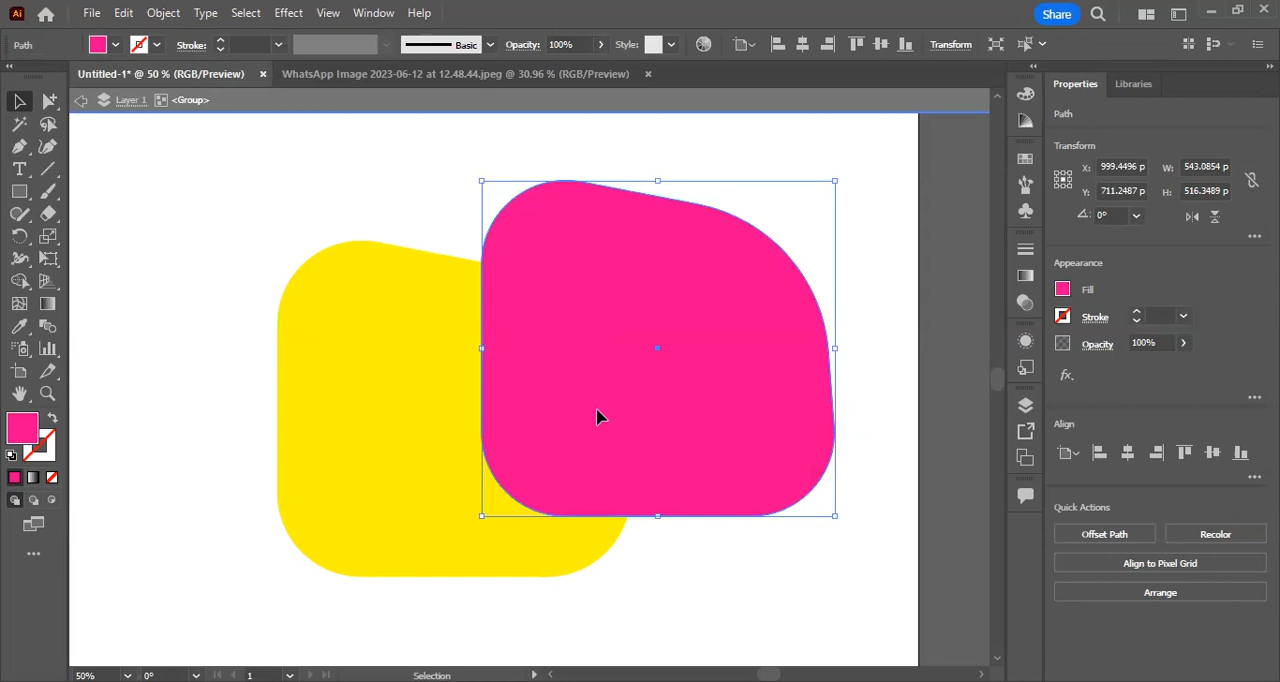 Ai File Edit Object Type Select Effect View Window Help Share
Path Stroke: Basic Opacity: 100% Style: Transform
Untitled-1* @ 50 % (RGB/Preview) × WhatsApp Image 2023-06-12 at 12.48.44.jpeg @ 30.96 % (RGB/Preview) ×
Properties Libraries
Layer 1 <Group>
Path
Transform
X: 999.4496 p W: 543.0854 p
Y: 711.2487 p H: 516.3489 p
0°
Appearance
Fill
Stroke
Opacity 100%
fx.
Align
Quick Actions
Offset Path Recolor
Align to Pixel Grid
Arrange
50% 0° 1 Selection